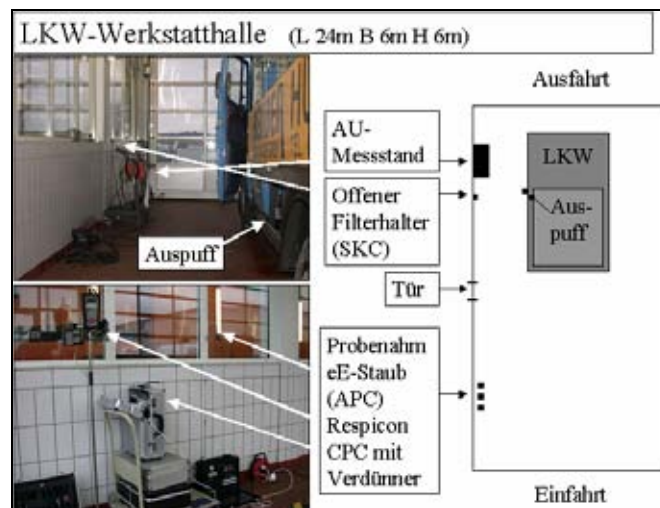 LKW-Werkstatthalle (L 24m B 6m H 6m)
Auspuff
AU-
Messstand
Offener
Filterhalter
(SKC)
Tür
Probenahm
eE-Staub
(APC)
Respicon
CPC mit
Verdünner
Ausfahrt
LKW
Aus-
puff
Einfahrt